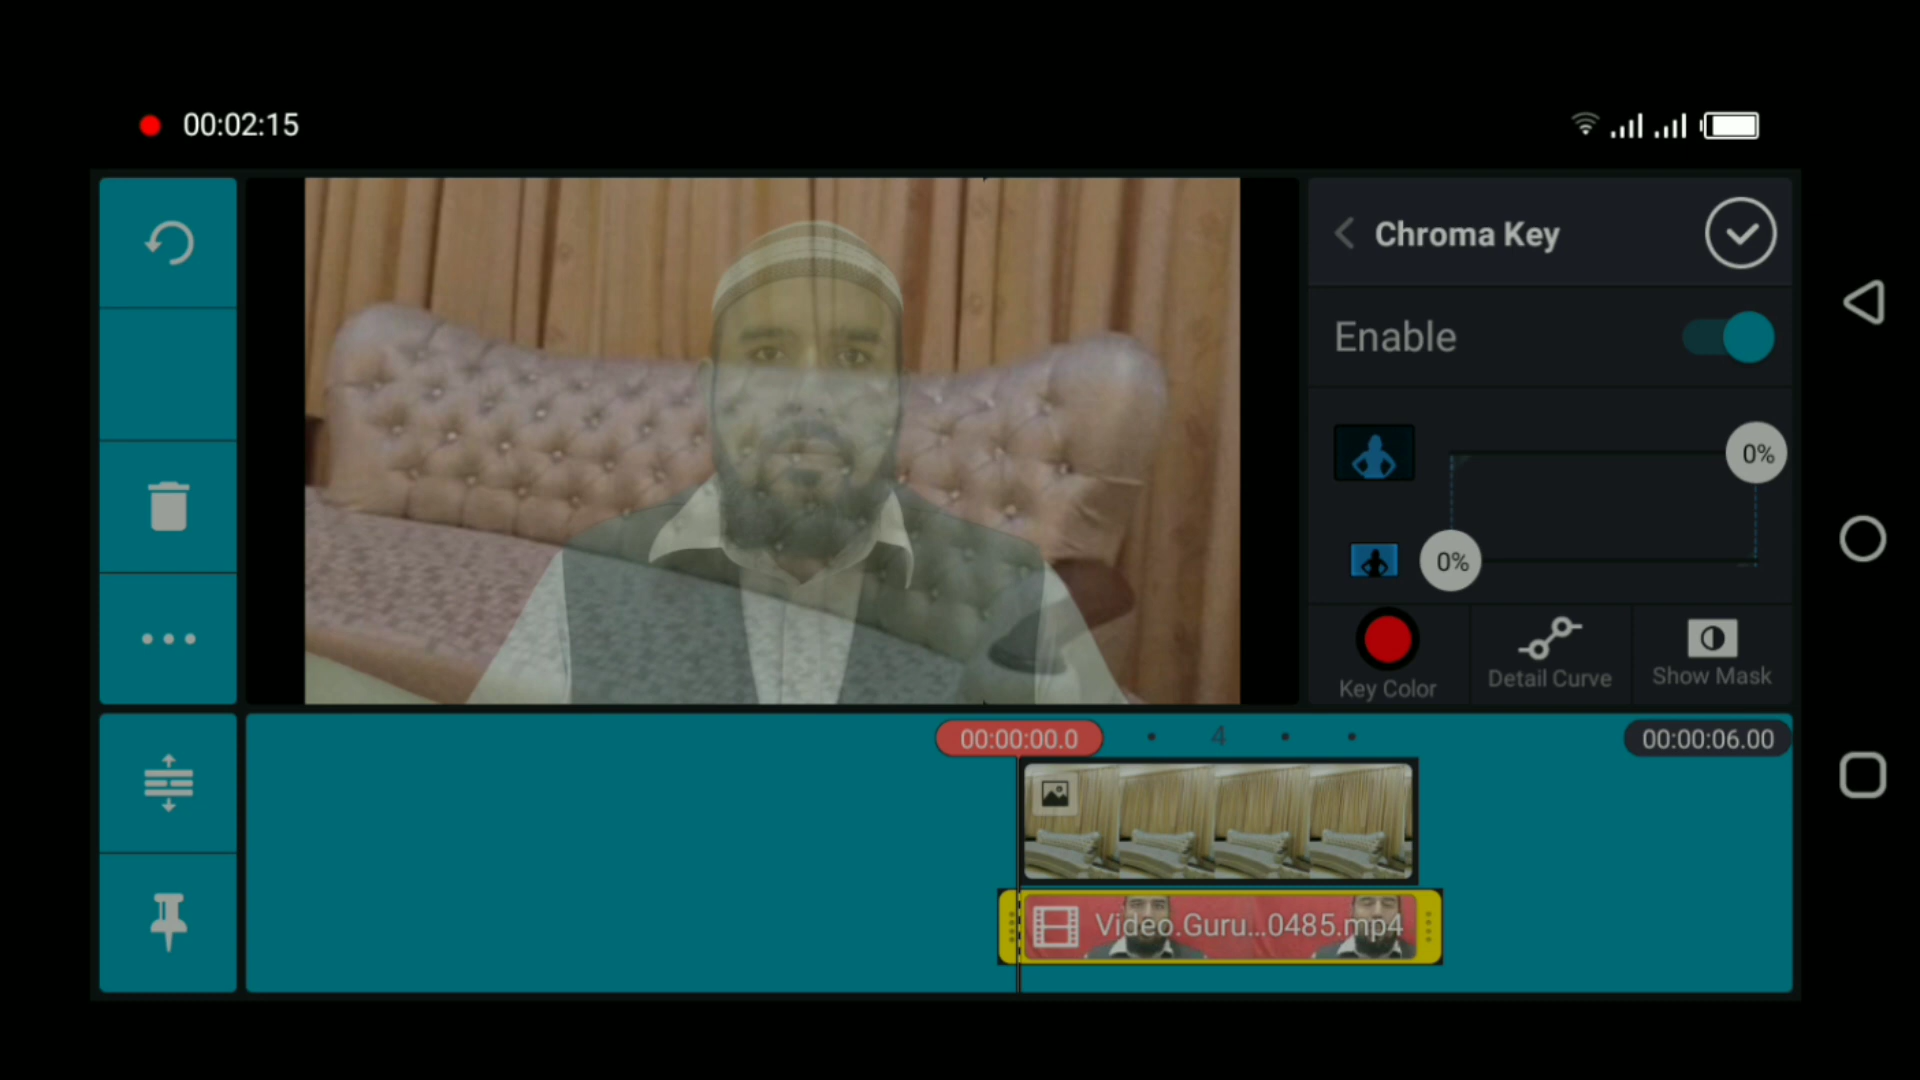 00:02:15
Chroma Key
Enable
0%
0%
Key Color
Detail Curve
Show Mask
00:00:00.0
4
00:00:06.00
Video.Guru...0485.mp4